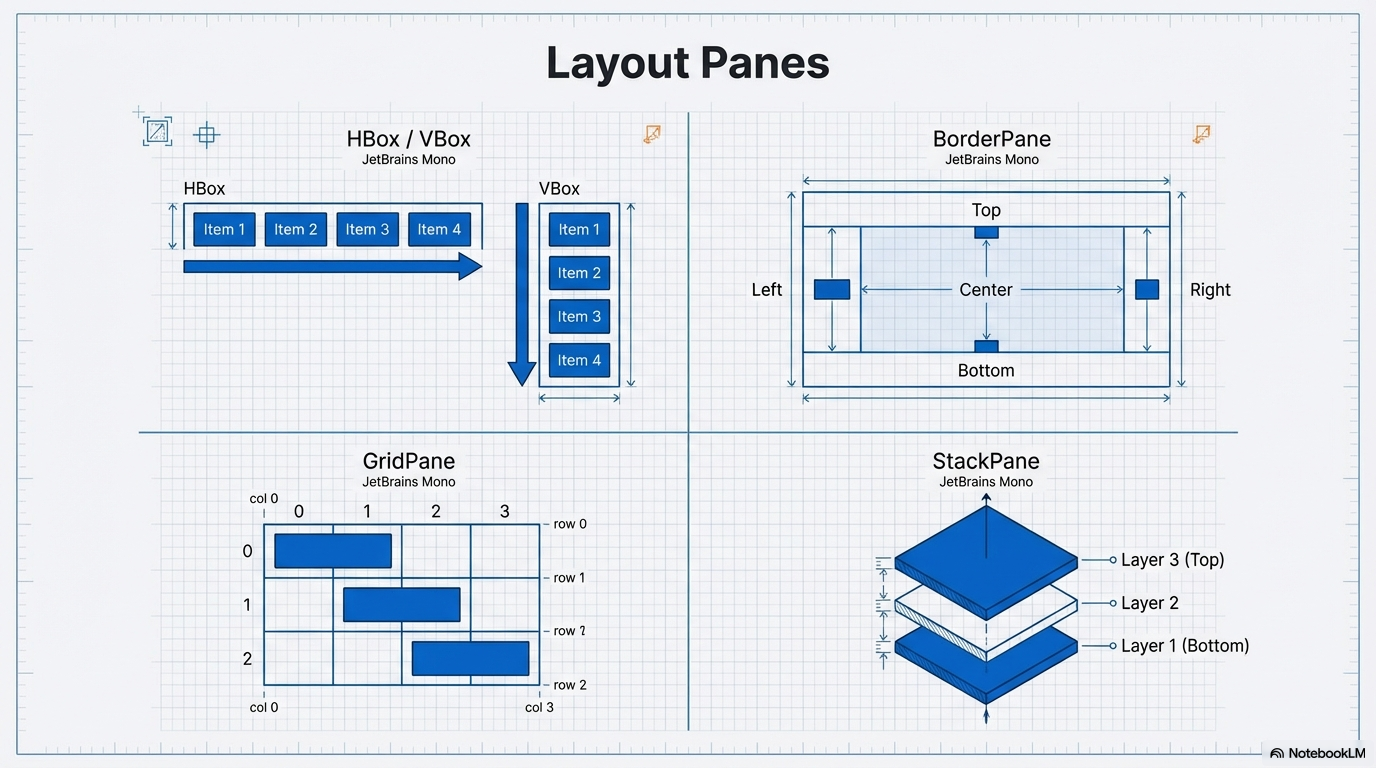 Layout Panes
HBox / VBox
JetBrains Mono
HBox
Item 1 Item 2 Item 3 Item 4
VBox
Item 1
Item 2
Item 3
Item 4
BorderPane
JetBrains Mono
Top
Left
Center
Right
Bottom
GridPane
JetBrains Mono
col 0
0 1 2 3
row 0
0
row 1
1
row ?
2
row 2
col 0
col 3
StackPane
JetBrains Mono
Layer 3 (Top)
Layer 2
Layer 1 (Bottom)
NotebookLM